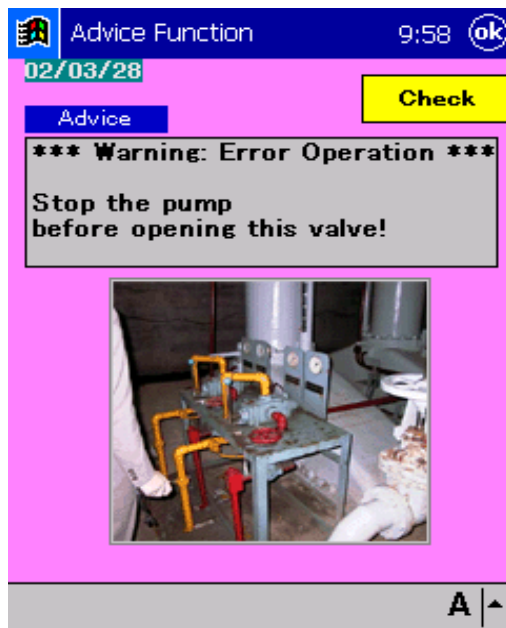 Advice Function 9:58 ok
02/03/28
Check
Advice
*** Warning: Error Operation ***
Stop the pump
before opening this valve!
A